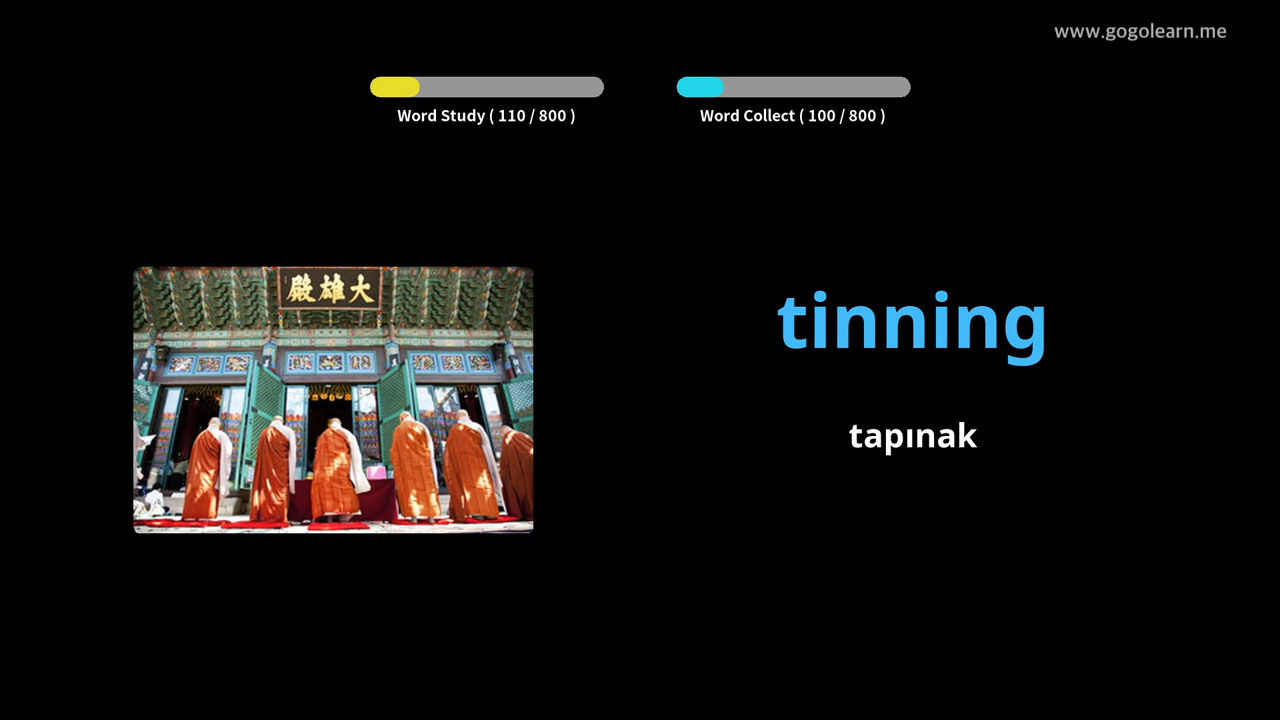 www.gogolearn.me
Word Study ( 110 / 800 )
Word Collect ( 100 / 800 )
殿雄大
tinning
tapınak